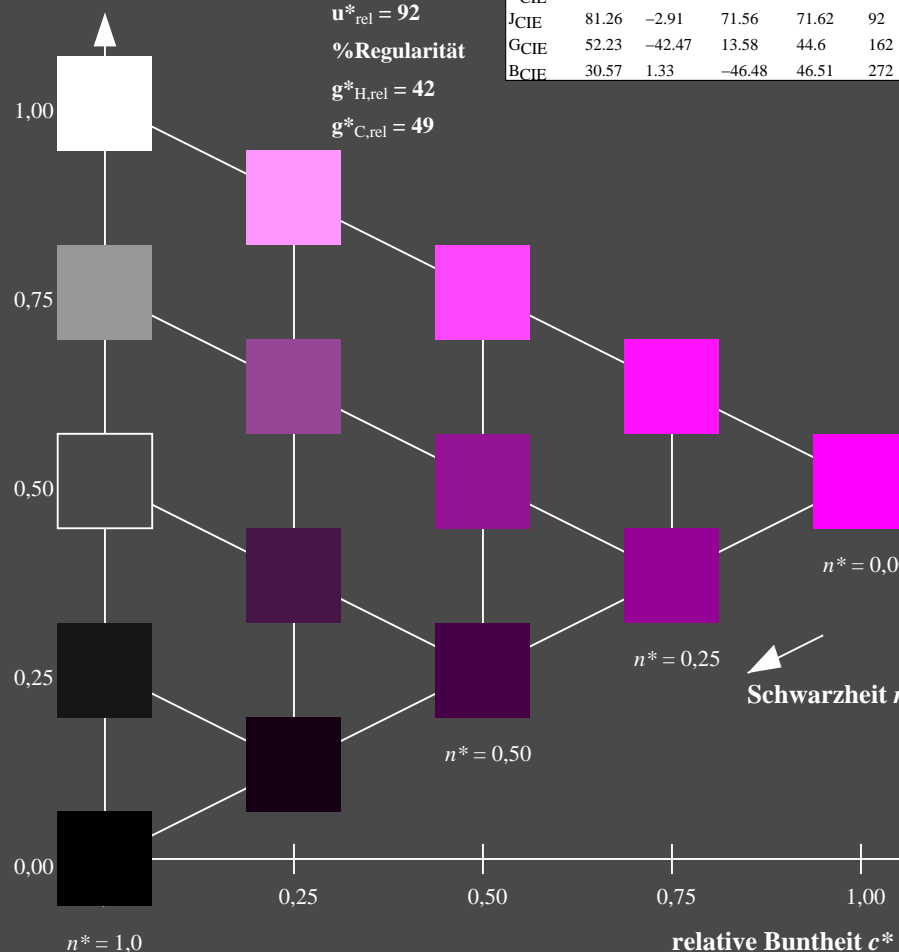 u*rel = 92
%Regularität
g*H,rel = 42
g*C,rel = 49
CIE
JCIE 81.26 −2.91 71.56 71.62 92
GCIE 52.23 −42.47 13.58 44.6 162
BCIE 30.57 1.33 −46.48 46.51 272
1,00
0,75
0,50
0,25
0,00
n* = 0,0
n* = 0,25
Schwarzheit n
n* = 0,50
0,25 0,50 0,75 1,00
n* = 1,0
relative Buntheit c*